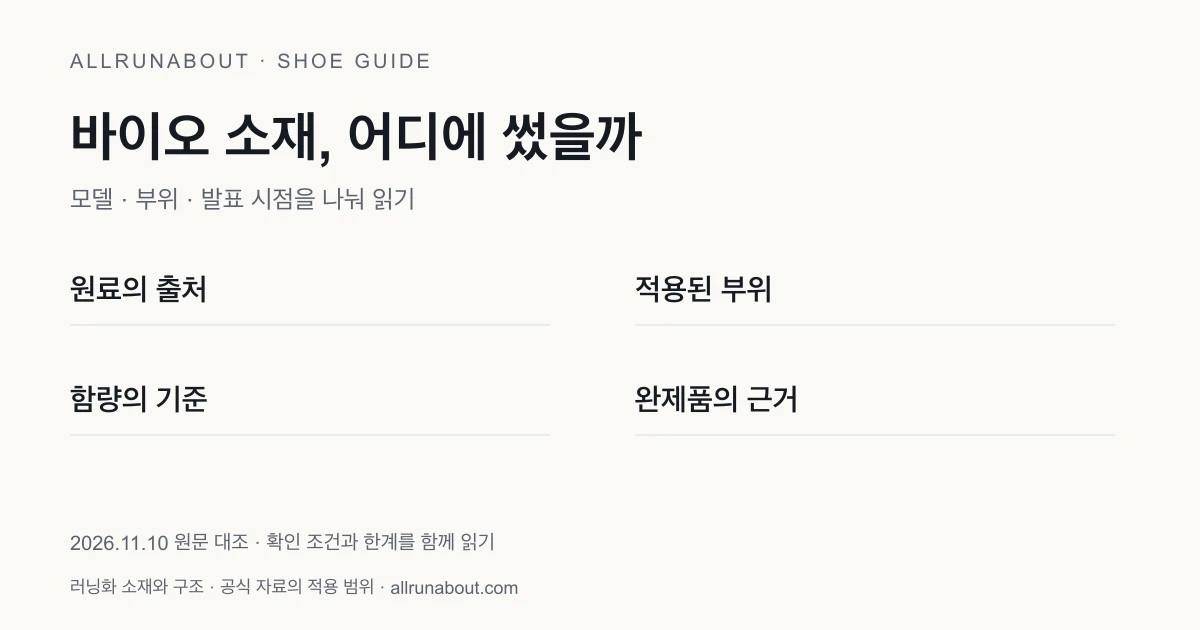 ALLRUNABOUT · SHOE GUIDE
바이오 소재, 어디에 썼을까
모델 · 부위 · 발표 시점을 나눠 읽기
원료의 출처
적용된 부위
함량의 기준
완제품의 근거
2026.11.10 원문 대조 · 확인 조건과 한계를 함께 읽기
러닝화 소재와 구조 · 공식 자료의 적용 범위 · allrunabout.com